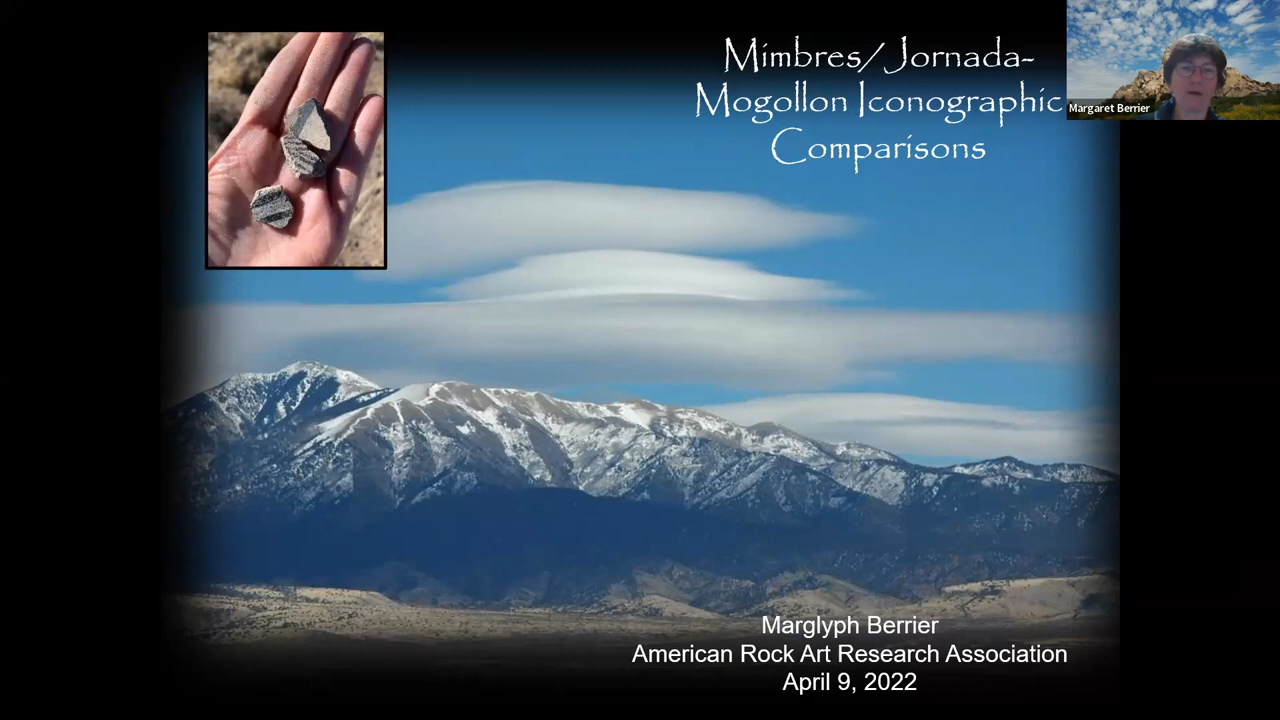 Mimbres/Jornada-
Mogollon Iconographic
Comparisons
Margaret Berrier
Marglyph Berrier
American Rock Art Research Association
April 9, 2022